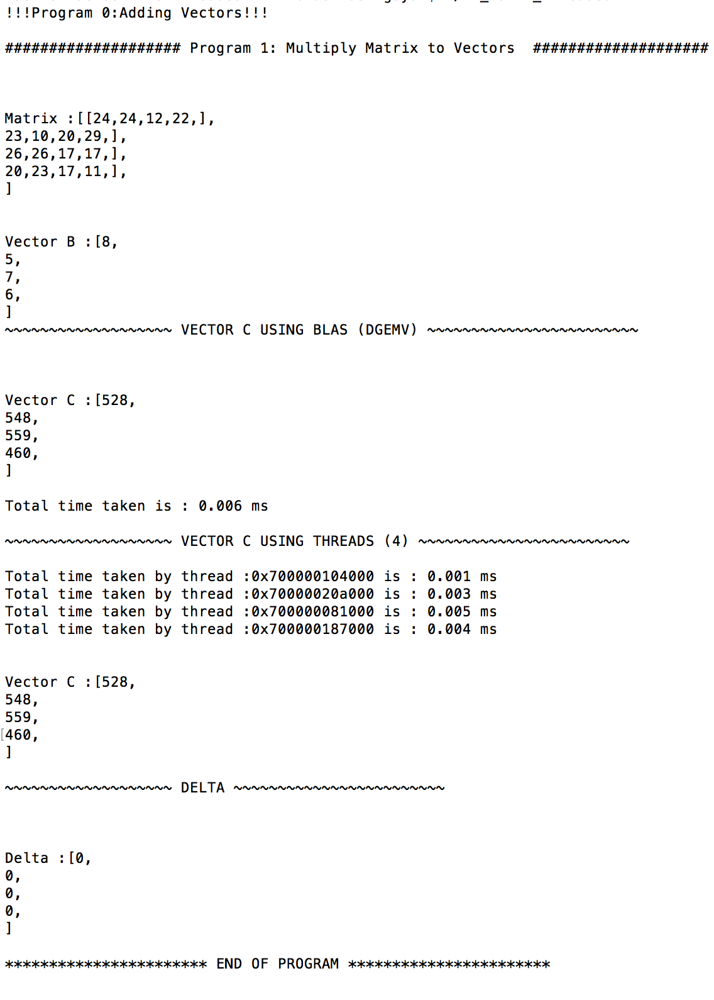 !!!Program 0:Adding Vectors!!!
#################### Program 1: Multiply Matrix to Vectors  ####################
Matrix :[[24,24,12,22,],
23,10,20,29,],
26,26,17,17,],
20,23,17,11,],
]
Vector B :[8,
5,
7,
6,
]
~~~~~~~~~~~~~~~~~~~ VECTOR C USING BLAS (DGEMV) ~~~~~~~~~~~~~~~~~~~~~~~~
Vector C :[528,
548,
559,
460,
]
Total time taken is : 0.006 ms
~~~~~~~~~~~~~~~~~~~ VECTOR C USING THREADS (4) ~~~~~~~~~~~~~~~~~~~~~~~~
Total time taken by thread :0x700000104000 is : 0.001 ms
Total time taken by thread :0x70000020a000 is : 0.003 ms
Total time taken by thread :0x700000081000 is : 0.005 ms
Total time taken by thread :0x700000187000 is : 0.004 ms
Vector C :[528,
548,
559,
[460,
]
~~~~~~~~~~~~~~~~~~~ DELTA ~~~~~~~~~~~~~~~~~~~~~~~~
Delta :[0,
0,
0,
0,
]
*********************** END OF PROGRAM ***********************